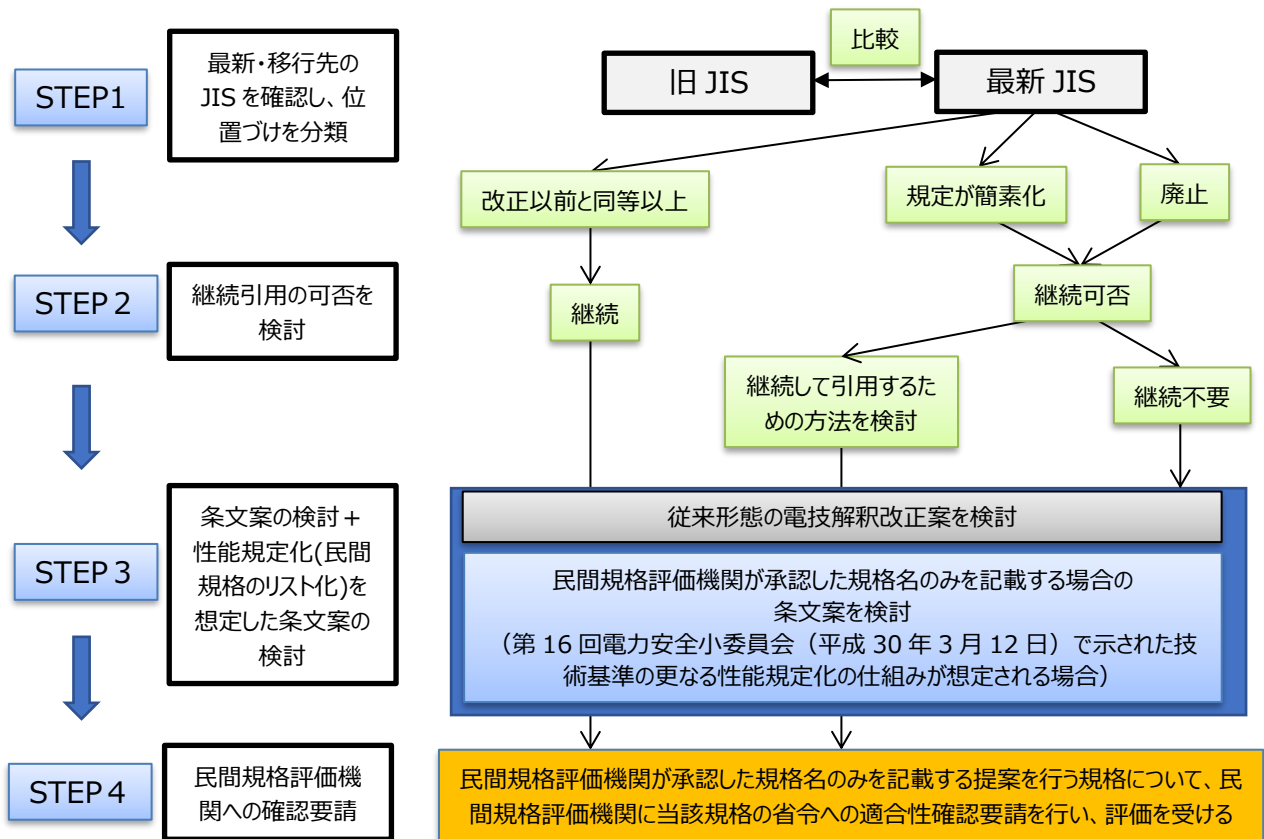 STEP1
最新・移行先の
JIS を確認し、位
置づけを分類
比較
旧 JIS
最新 JIS
改正以前と同等以上
規定が簡素化
廃止
STEP 2
継続引用の可否を
検討
継続
継続可否
継続して引用するた
めの方法を検討
継続不要
STEP 3
条文案の検討+
性能規定化(民間
規格のリスト化)を
想定した条文案の
検討
従来形態の電技解釈改正案を検討
民間規格評価機関が承認した規格名のみを記載する場合の
条文案を検討
（第 16 回電力安全小委員会（平成 30 年 3 月 12 日）で示された技
術基準の更なる性能規定化の仕組みが想定される場合）
STEP 4
民間規格評価機
関への確認要請
民間規格評価機関が承認した規格名のみを記載する提案を行う規格について、民
間規格評価機関に当該規格の省令への適合性確認要請を行い、評価を受ける